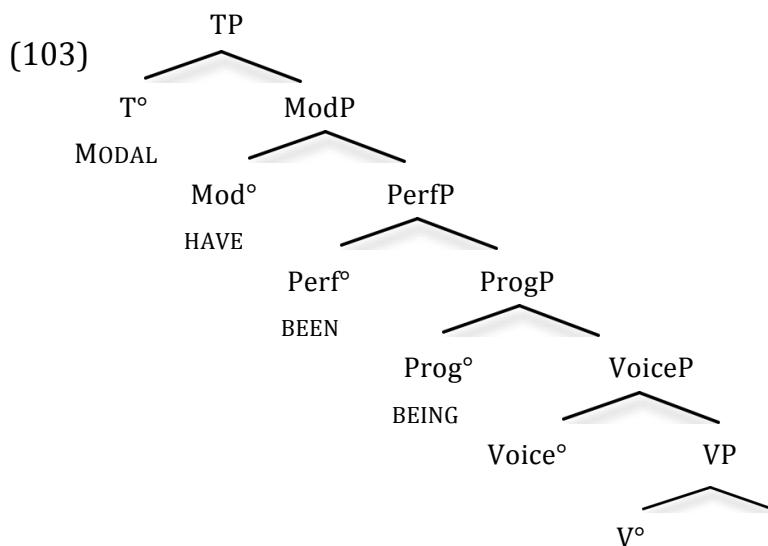 TP
(103)
T° ModP
MODAL
Mod° PerfP
HAVE
Perf° ProgP
BEEN
Prog° VoiceP
BEING
Voice° VP
V°